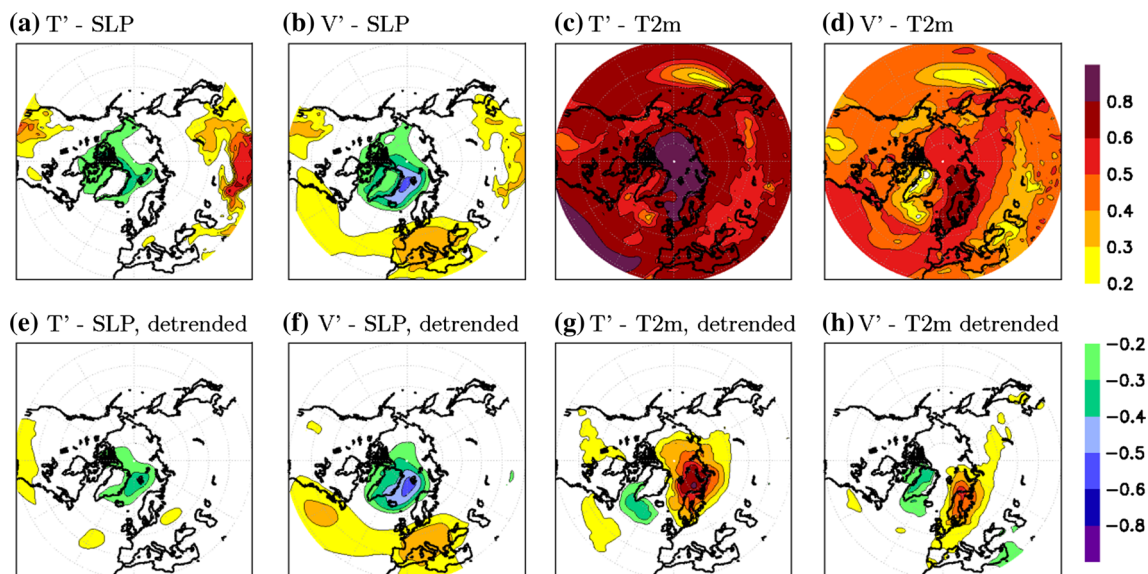 (a) T' - SLP
(b) V' - SLP
(c) T' - T2m
(d) V' - T2m
0.8
0.6
0.5
0.4
0.3
0.2
(e) T' - SLP, detrended
(f) V' - SLP, detrended
(g) T' - T2m, detrended
(h) V' - T2m detrended
−0.2
−0.3
−0.4
−0.5
−0.6
−0.8